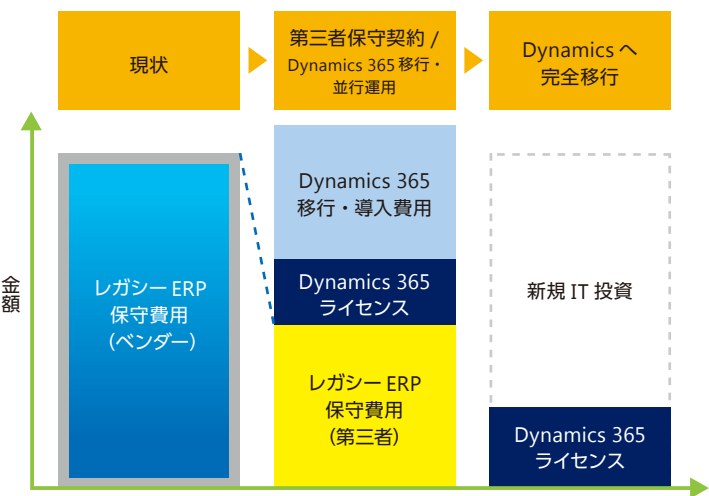 現状
第三者保守契約 /
Dynamics 365 移行・
並行運用
Dynamics へ
完全移行
金額
レガシー ERP
保守費用
(ベンダー)
Dynamics 365
移行・導入費用
Dynamics 365
ライセンス
レガシー ERP
保守費用
(第三者)
新規 IT 投資
Dynamics 365
ライセンス